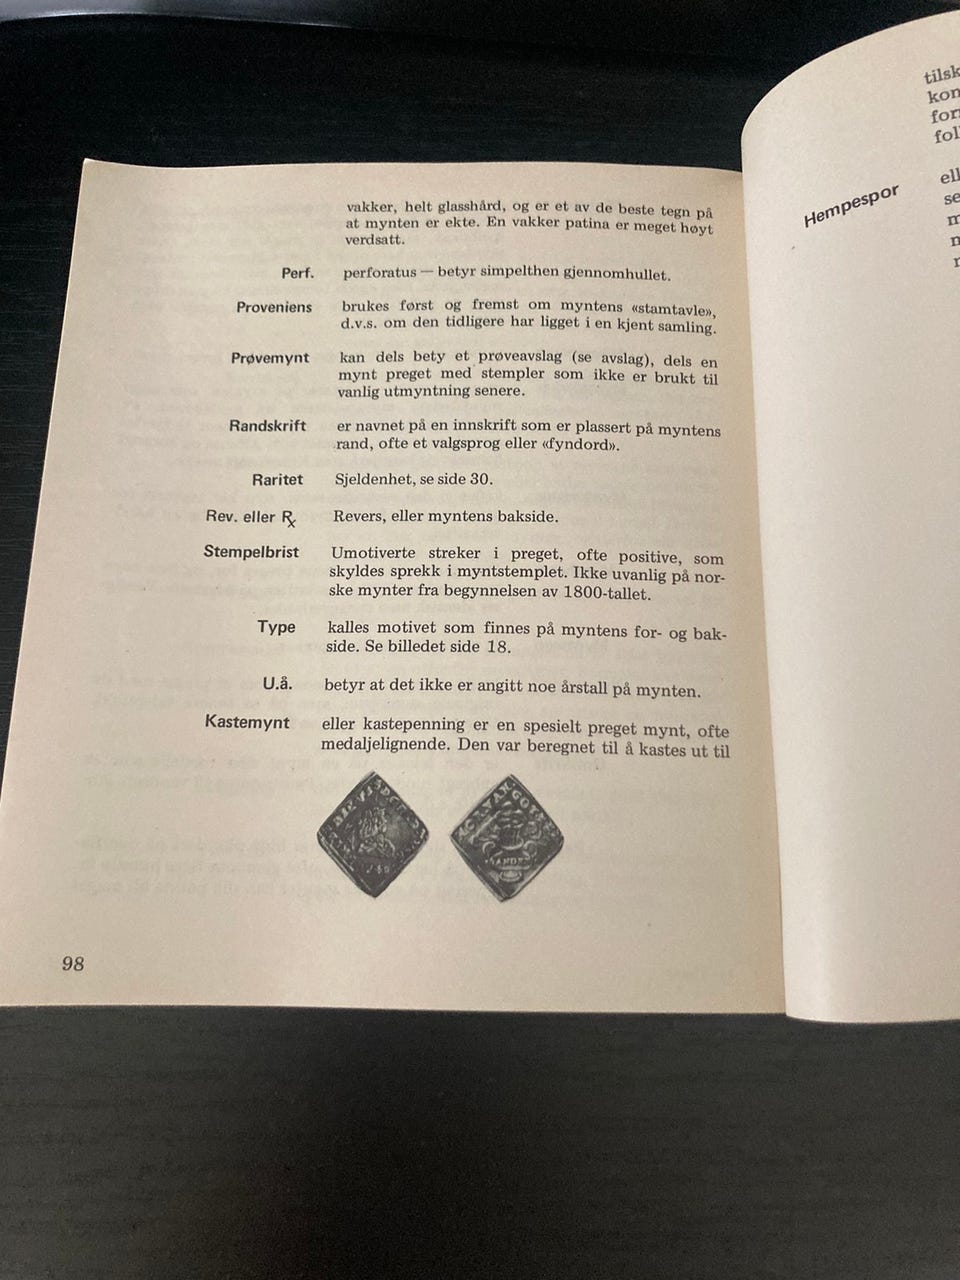 vakker, helt glasshård, og er et av de beste tegn på
at mynten er ekte. En vakker patina er meget høyt
verdsatt.
Perf. perforatus — betyr simpelthen gjennomhullet.
Proveniens brukes først og fremst om myntens «stamtavle»,
d.v.s. om den tidligere har ligget i en kjent samling.
Prøvemynt kan dels bety et prøveavslag (se avslag), dels en
mynt preget med stempler som ikke er brukt til
vanlig utmyntning senere.
Randskrift er navnet på en innskrift som er plassert på myntens
rand, ofte et valgsprog eller «fyndord».
Raritet Sjeldenhet, se side 30.
Rev. eller ℞ Revers, eller myntens bakside.
Stempelbrist Umotiverte streker i preget, ofte positive, som
skyldes sprekk i myntstemplet. Ikke uvanlig på nor-
ske mynter fra begynnelsen av 1800-tallet.
Type kalles motivet som finnes på myntens for- og bak-
side. Se billedet side 18.
U.å. betyr at det ikke er angitt noe årstall på mynten.
Kastemynt eller kastepenning er en spesielt preget mynt, ofte
medaljelignende. Den var beregnet til å kastes ut til
98
tilsk
kon
for
fol
Hempespor ell
se